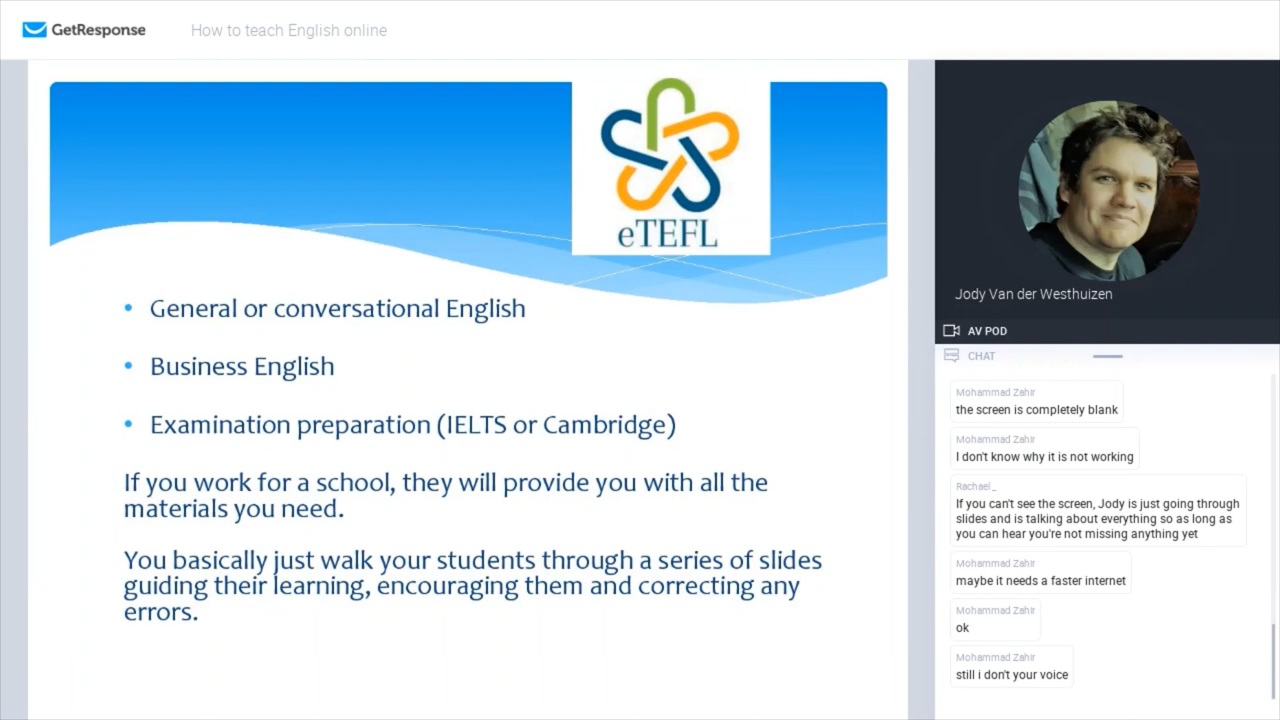 GetResponse
How to teach English online
eTEFL
• General or conversational English
• Business English
• Examination preparation (IELTS or Cambridge)
If you work for a school, they will provide you with all the
materials you need.
You basically just walk your students through a series of slides
guiding their learning, encouraging them and correcting any
errors.
Jody Van der Westhuizen
AV POD
CHAT
Mohammad Zahir
the screen is completely blank
Mohammad Zahir
I don't know why it is not working
Rachael _
If you can't see the screen, Jody is just going through
slides and is talking about everything so as long as
you can hear you're not missing anything yet
Mohammad Zahir
maybe it needs a faster internet
Mohammad Zahir
ok
Mohammad Zahir
still i don't your voice